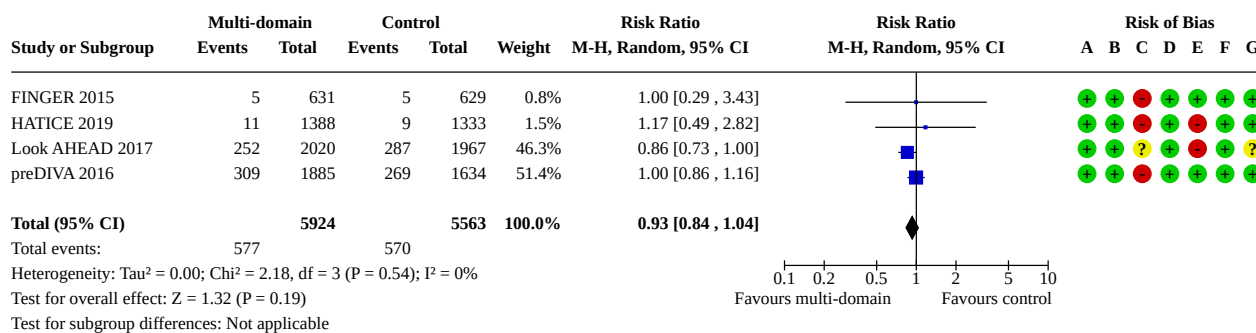 Multi-domain Control Risk Ratio Risk Ratio Risk of Bias
Study or Subgroup Events Total Events Total Weight M-H, Random, 95% CI M-H, Random, 95% CI A B C D E F G
FINGER 2015 5 631 5 629 0.8% 1.00 [0.29 , 3.43] + + - + + + +
HATICE 2019 11 1388 9 1333 1.5% 1.17 [0.49 , 2.82] + + - + - + +
Look AHEAD 2017 252 2020 287 1967 46.3% 0.86 [0.73 , 1.00] + + ? + - + ?
preDIVA 2016 309 1885 269 1634 51.4% 1.00 [0.86 , 1.16] + + - + + + +
Total (95% CI) 5924 5563 100.0% 0.93 [0.84 , 1.04]
Total events: 577 570
Heterogeneity: Tau² = 0.00; Chi² = 2.18, df = 3 (P = 0.54); I² = 0%
0.1 0.2 0.5 1 2 5 10
Test for overall effect: Z = 1.32 (P = 0.19)
Favours multi-domain Favours control
Test for subgroup differences: Not applicable